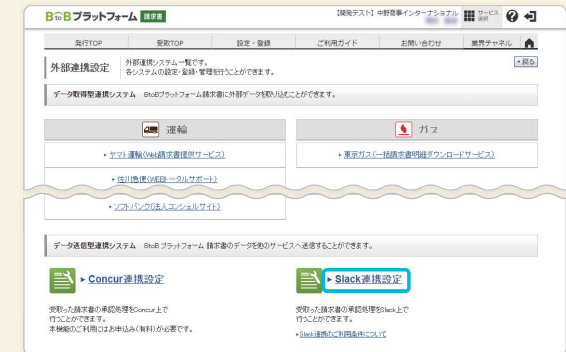 BtoBプラットフォーム 請求書
【開発テスト】中野商事インターナショナル サービス選択
発行TOP 受取TOP 設定・登録 ご利用ガイド お問い合わせ 業界チャネル
外部連携設定 外部連携システム一覧です。
各システムの設定・登録・管理を行うことができます。
戻る
データ取得型連携システム BtoBプラットフォーム請求書に外部データを取り込むことができます。
運輸 ガス
ヤマト運輸(Web請求書提供サービス) 東京ガス(一括請求書明細ダウンロードサービス)
佐川急便(WEBトータルサポート)
ソフトバンク(法人コンシェルサイト)
データ送信型連携システム BtoB プラットフォーム 請求書のデータを他のサービスへ送信することができます。
Concur連携設定 Slack連携設定
受取った請求書の承認処理をConcur上で
行うことができます。
本機能のご利用にはお申込み(有料)が必要です。
受取った請求書の承認処理をSlack上で
行うことができます。
Slack連携のご利用条件について